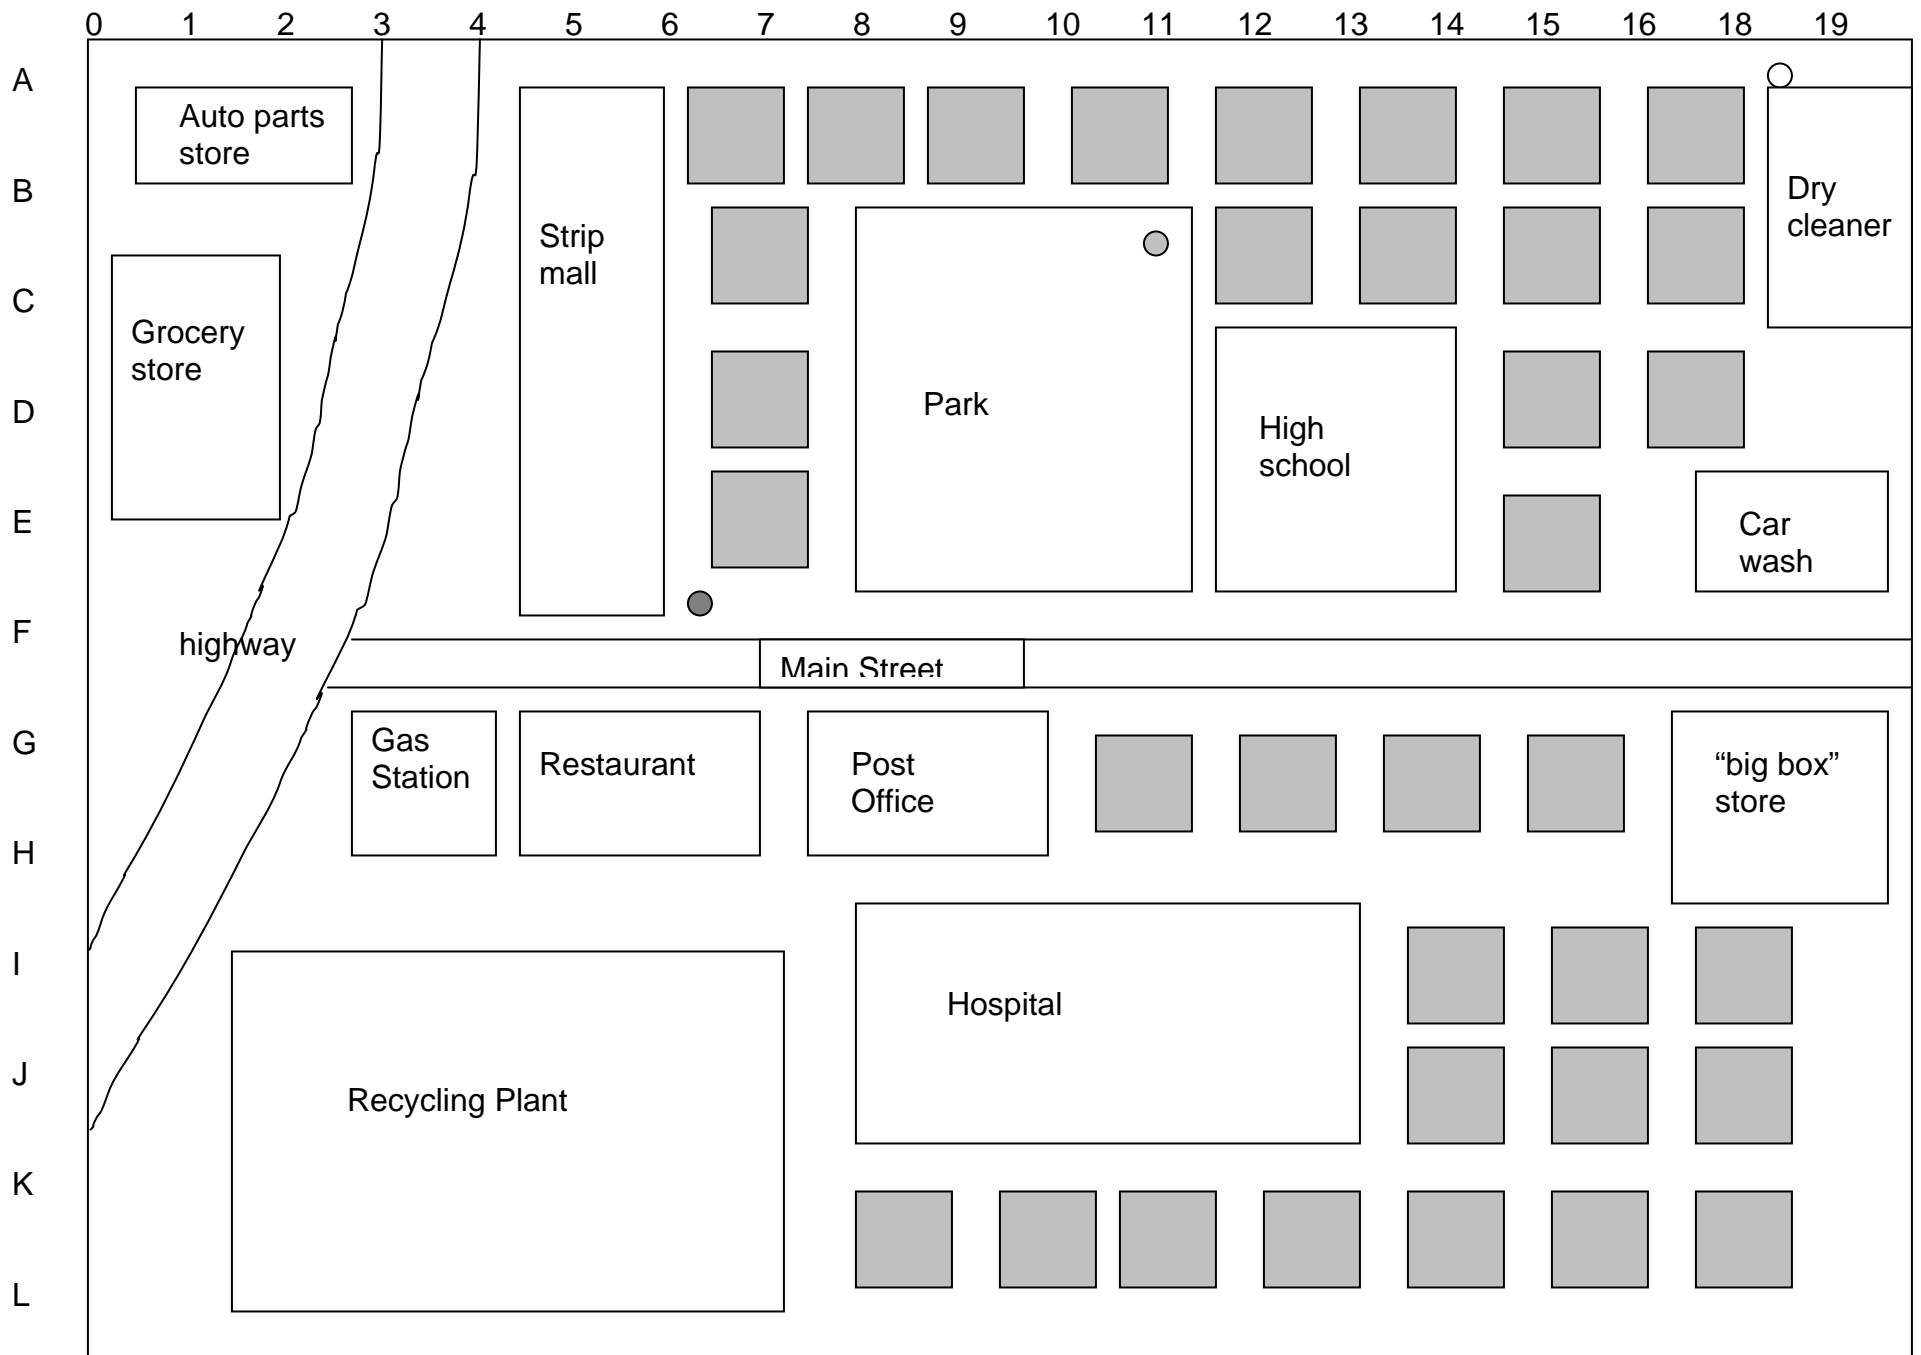 0 1 2 3 4 5 6 7 8 9 10 11 12 13 14 15 16 18 19
A
Auto parts
store
B
Dry
cleaner
Strip
mall
C
Grocery
store
D
Park
High
school
E
Car
wash
F
highway
Main Street
G
Gas
Station
Restaurant
Post
Office
“big box”
store
H
I
Hospital
J
Recycling Plant
K
L